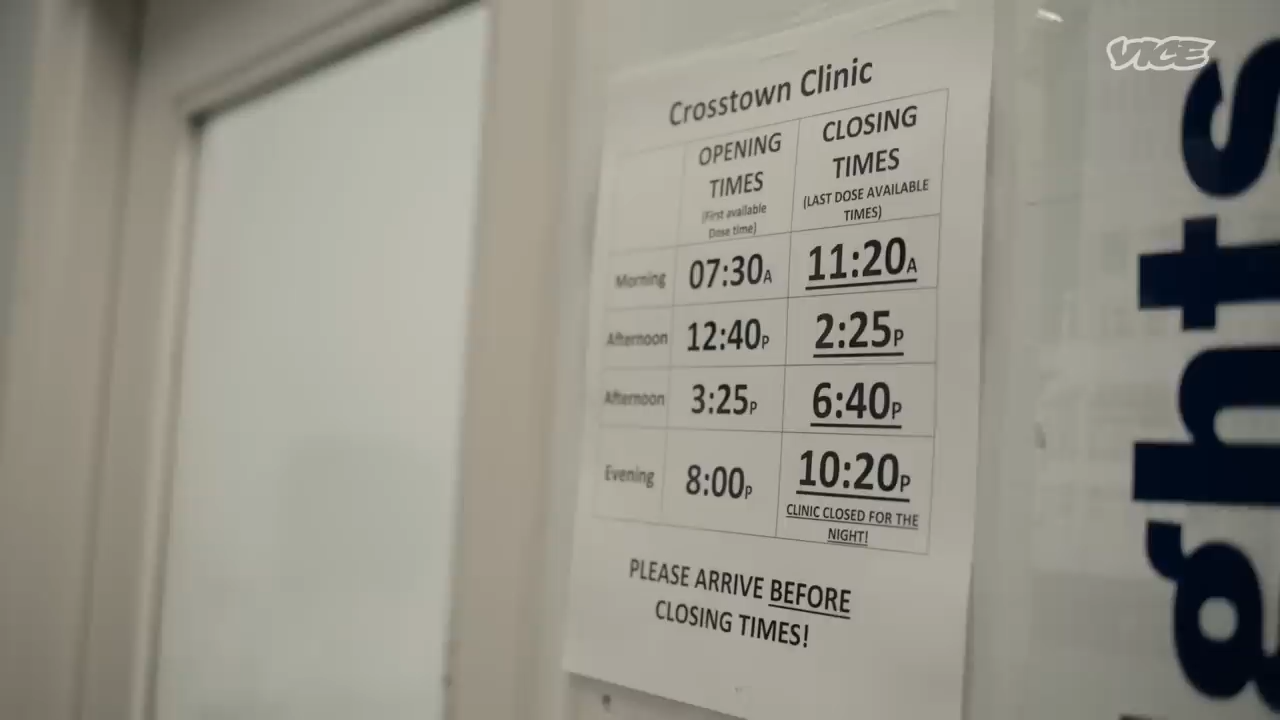 VICE
Crosstown Clinic
OPENING TIMES (First available Dose time) CLOSING TIMES (LAST DOSE AVAILABLE TIMES)
Morning 07:30A 11:20A
Afternoon 12:40P 2:25P
Afternoon 3:25P 6:40P
Evening 8:00P 10:20P CLINIC CLOSED FOR THE NIGHT!
PLEASE ARRIVE BEFORE
CLOSING TIMES!
ghts